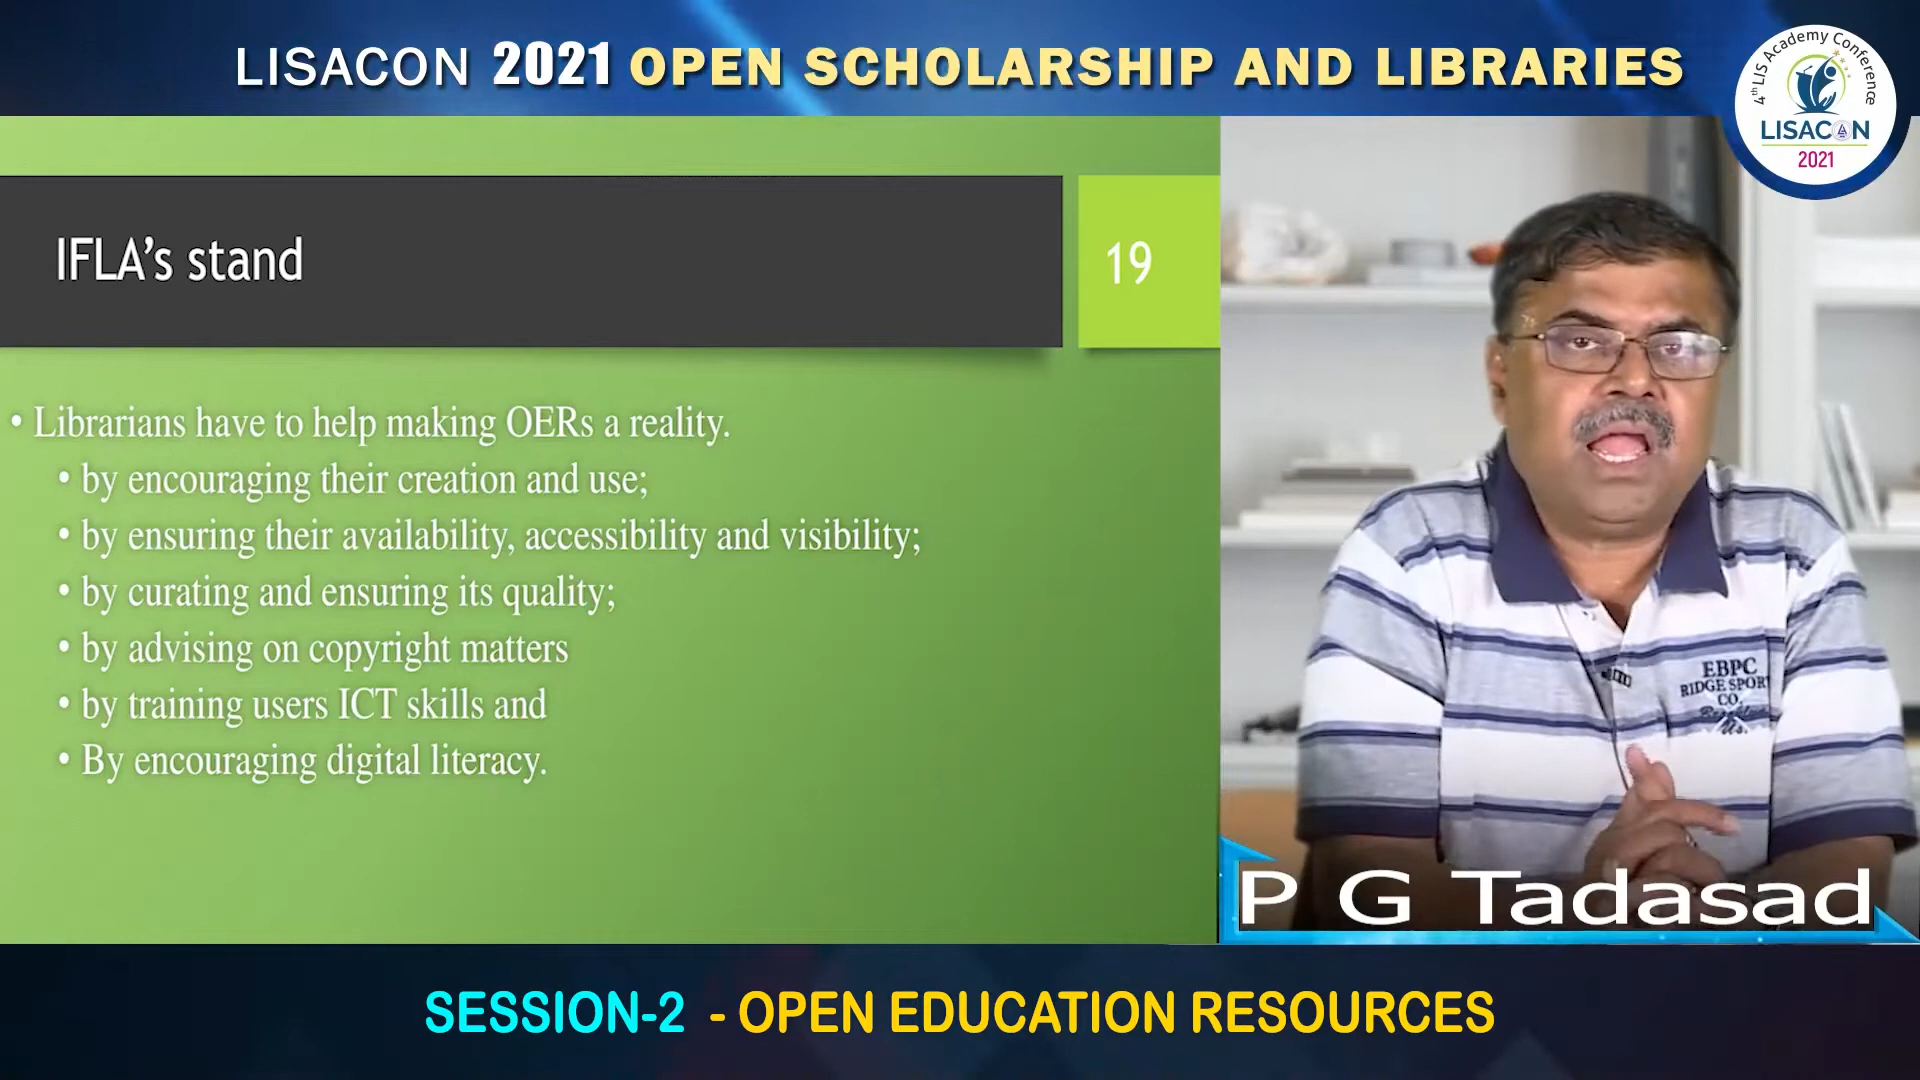 LISACON 2021 OPEN SCHOLARSHIP AND LIBRARIES
4th LIS Academy Conference
LISACON
2021
IFLA’s stand
19
• Librarians have to help making OERs a reality.
• by encouraging their creation and use;
• by ensuring their availability, accessibility and visibility;
• by curating and ensuring its quality;
• by advising on copyright matters
• by training users ICT skills and
• By encouraging digital literacy.
EBPC
RIDGE SPORT
CO.
P G Tadasad
SESSION-2 - OPEN EDUCATION RESOURCES